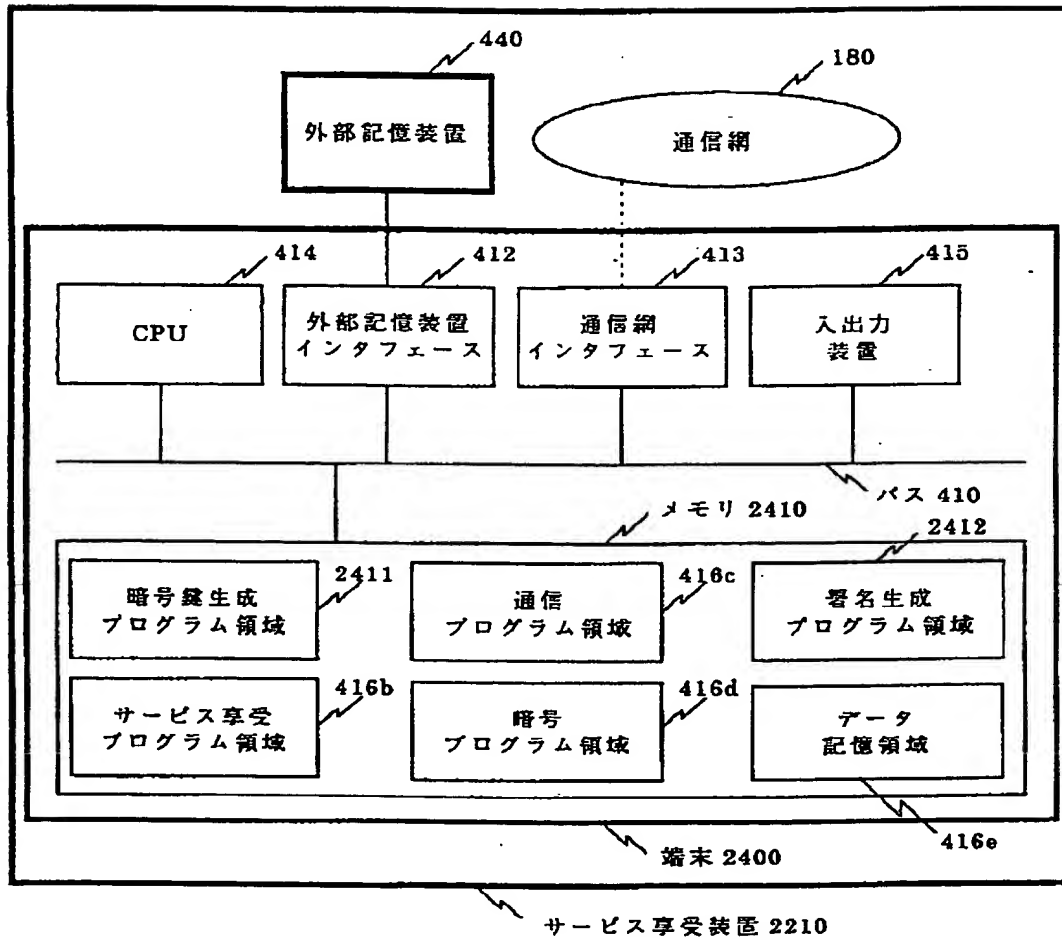 440
180
外部記憶装置
通信網
414
412
413
415
CPU
外部記憶装置
インタフェース
通信網
インタフェース
入出力
装置
バス 410
メモリ 2410
2412
暗号鍵生成
プログラム領域
2411
通信
プログラム領域
416c
署名生成
プログラム領域
サービス享受
プログラム領域
416b
暗号
プログラム領域
416d
データ
記憶領域
416e
端末 2400
サービス享受装置 2210